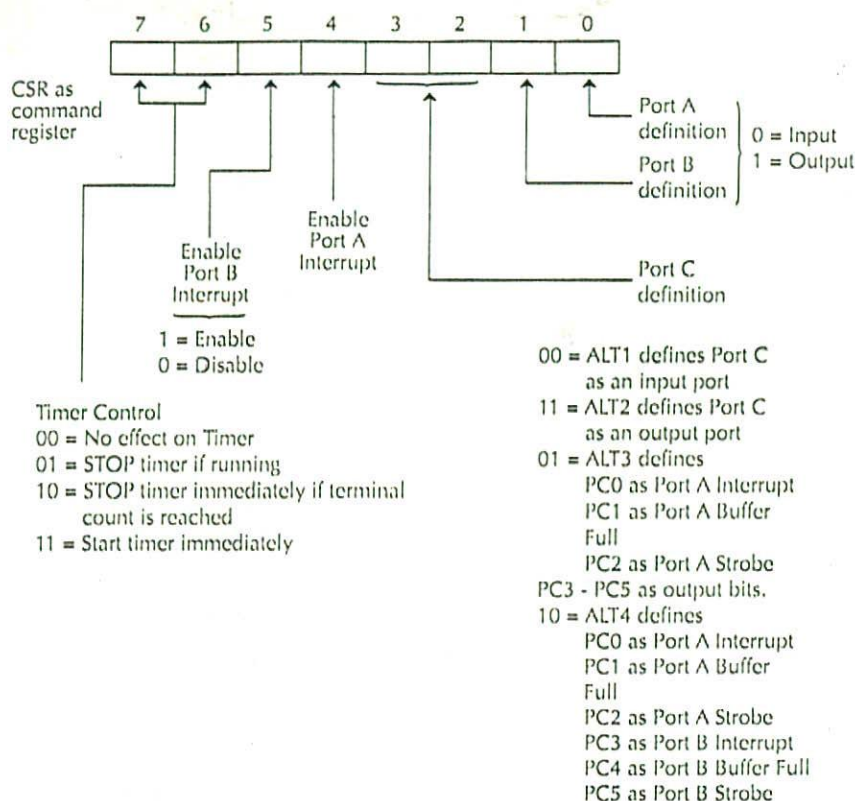 7 6 5 4 3 2 1 0
CSR as
command
register
Port A
definition
Port B
definition
0 = Input
1 = Output
Enable
Port A
Interrupt
Enable
Port B
Interrupt
1 = Enable
0 = Disable
Port C
definition
Timer Control
00 = No effect on Timer
01 = STOP timer if running
10 = STOP timer immediately if terminal
count is reached
11 = Start timer immediately
00 = ALT1 defines Port C
as an input port
11 = ALT2 defines Port C
as an output port
01 = ALT3 defines
PC0 as Port A Interrupt
PC1 as Port A Buffer
Full
PC2 as Port A Strobe
PC3 - PC5 as output bits.
10 = ALT4 defines
PC0 as Port A Interrupt
PC1 as Port A Buffer
Full
PC2 as Port A Strobe
PC3 as Port B Interrupt
PC4 as Port B Buffer Full
PC5 as Port B Strobe